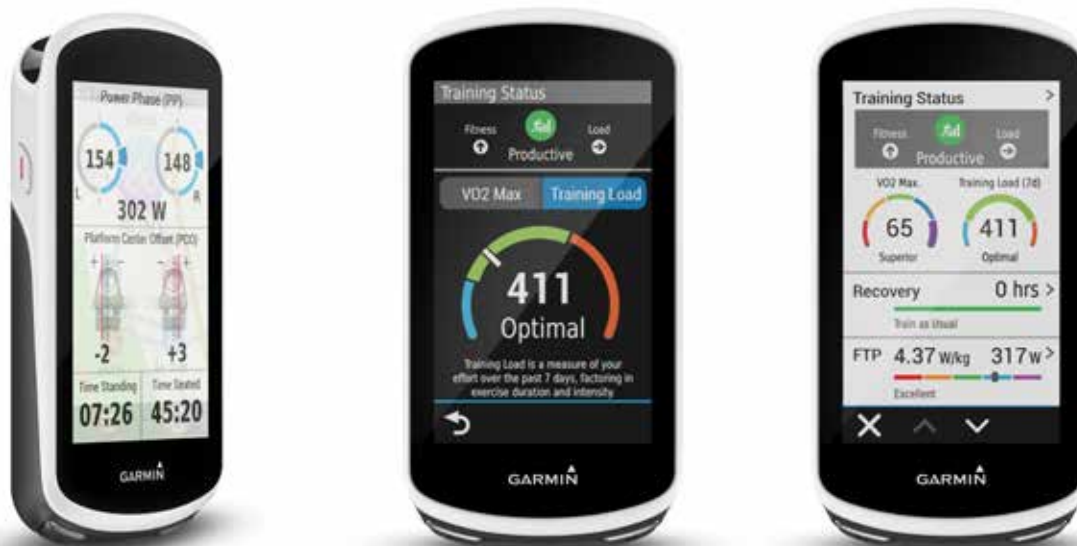 Power Phase (PP)
154 148
L R
302 W
Platform Center Offset (PCO)
+ - - +
-2 +3
Time Standing Time Seated
07:26 45:20
GARMIN
Training Status
Fitness Load
Productive
VO2 Max Training Load
411
Optimal
Training Load is a measure of your
effort over the past 7 days, factoring in
exercise duration and intensity
GARMIN
Training Status >
Fitness Load
Productive
VO2 Max. Training Load (7d)
65 411
Superior Optimal
Recovery 0 hrs >
Train as Usual
FTP 4.37 W/kg 317 W >
Excellent
GARMIN